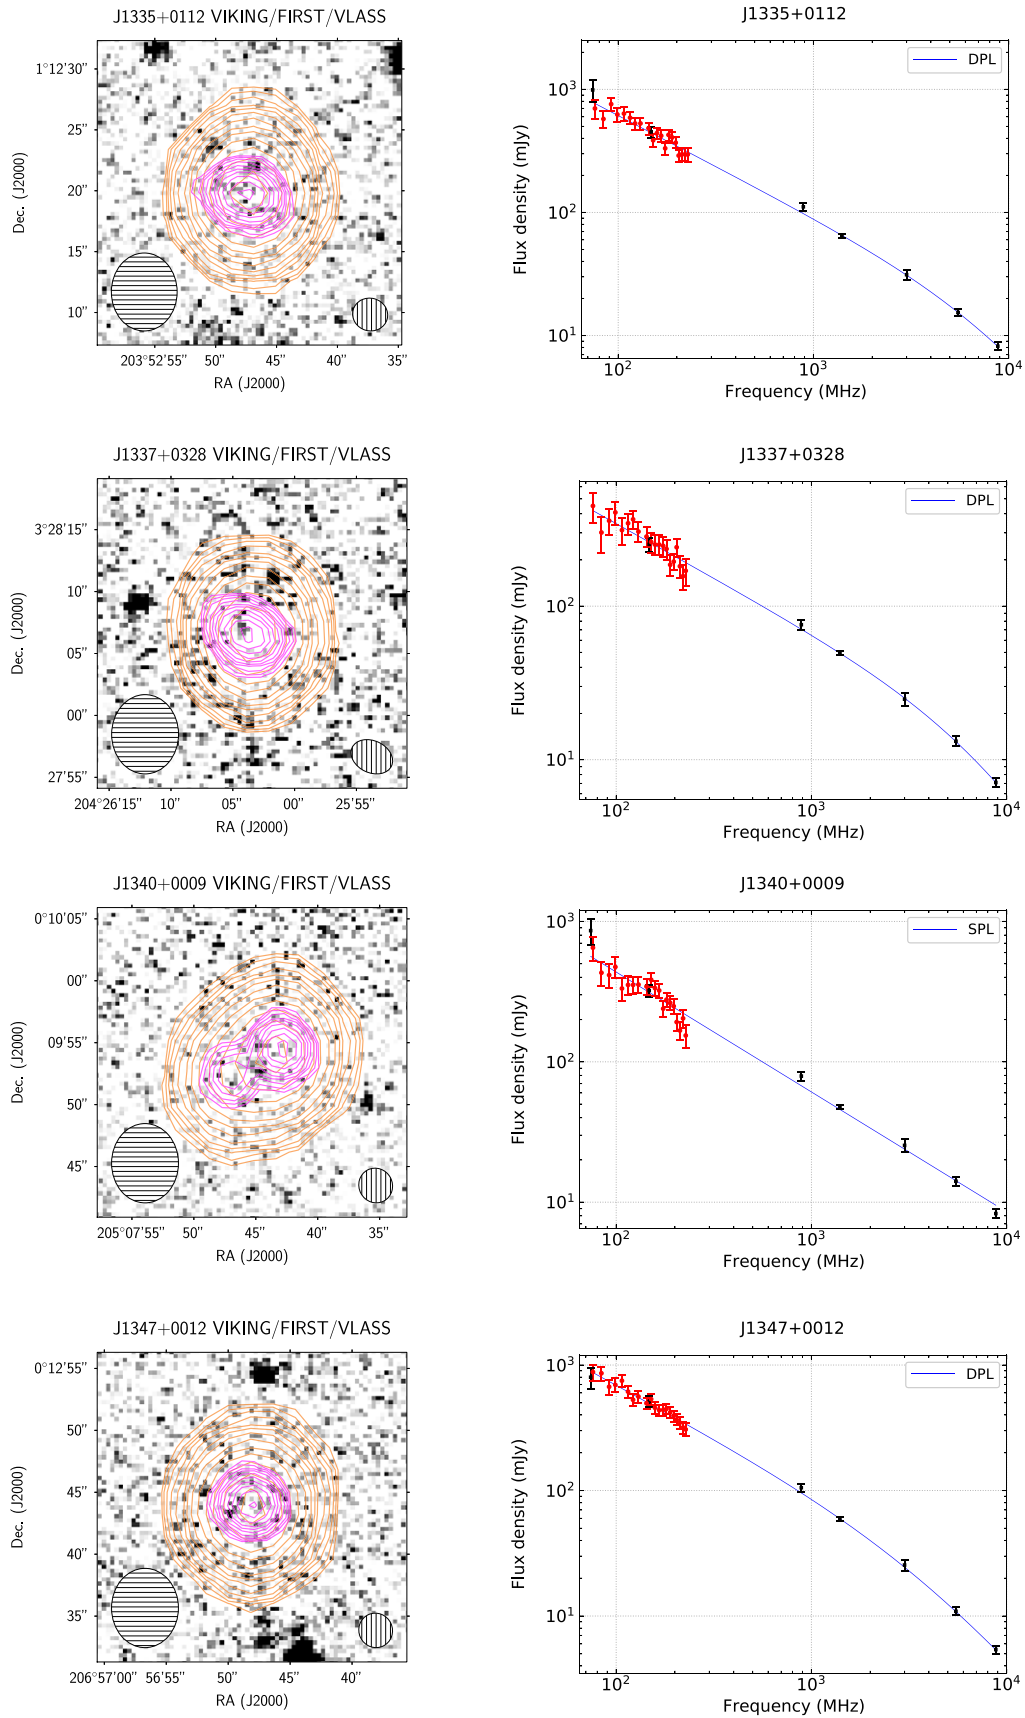 J1335+0112 VIKING/FIRST/VLASS
Dec. (J2000)
1°12'30"
25"
20"
15"
10"
203°52'55"
50"
45"
40"
35"
RA (J2000)
J1335+0112
Flux density (mJy)
10³
10²
10¹
DPL
10²
10³
10⁴
Frequency (MHz)
J1337+0328 VIKING/FIRST/VLASS
Dec. (J2000)
3°28'15"
10"
05"
00"
27'55"
204°26'15"
10"
05"
00"
25'55"
RA (J2000)
J1337+0328
Flux density (mJy)
10²
10¹
DPL
10²
10³
10⁴
Frequency (MHz)
J1340+0009 VIKING/FIRST/VLASS
Dec. (J2000)
0°10'05"
00"
09'55"
50"
45"
205°07'55"
50"
45"
40"
35"
RA (J2000)
J1340+0009
Flux density (mJy)
10³
10²
10¹
SPL
10²
10³
10⁴
Frequency (MHz)
J1347+0012 VIKING/FIRST/VLASS
Dec. (J2000)
0°12'55"
50"
45"
40"
35"
206°57'00"
56'55"
50"
45"
40"
RA (J2000)
J1347+0012
Flux density (mJy)
10³
10²
10¹
DPL
10²
10³
10⁴
Frequency (MHz)